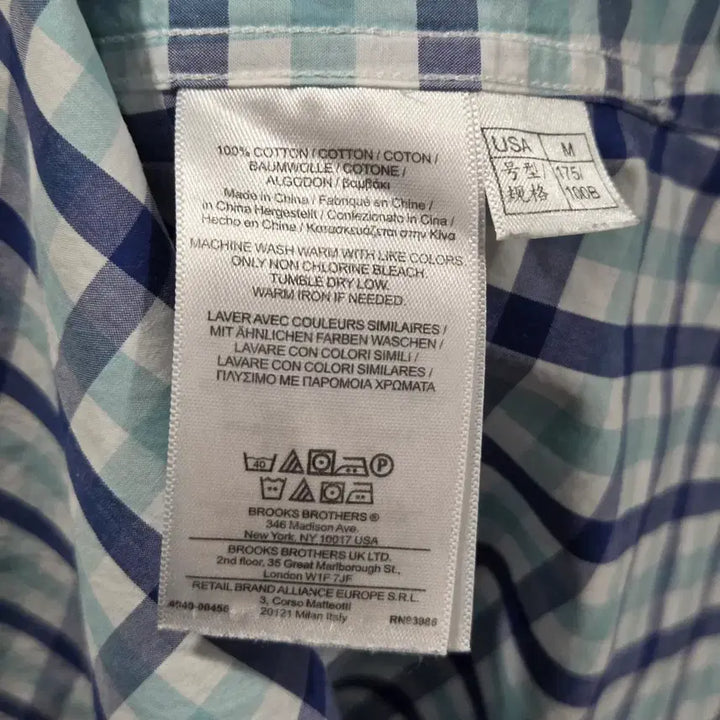 100% COTTON / COTTON / COTON /
BAUMWOLLE / COTONE /
ALGODON / βαμβάκι
Made in China / Fabriqué en Chine /
in China Hergestellt / Confezionato in Cina /
Hecho en China / Κατασκευάζεται στην Κίνα
MACHINE WASH WARM WITH LIKE COLORS
ONLY NON CHLORINE BLEACH.
TUMBLE DRY LOW.
WARM IRON IF NEEDED.
LAVER AVEC COULEURS SIMILAIRES /
MIT ÄHNLICHEN FARBEN WASCHEN /
LAVARE CON COLORI SIMILI /
LAVARE CON COLORES SIMILARES /
ΠΛΥΣΙΜΟ ΜΕ ΠΑΡΟΜΟΙΑ ΧΡΩΜΑΤΑ
40 P
BROOKS BROTHERS ®
346 Madison Ave.
New York, NY 10017 USA
BROOKS BROTHERS UK LTD.
2nd floor, 35 Great Marlborough St.,
London W1F 7JF
RETAIL BRAND ALLIANCE EUROPE S.R.L.
3, Corso Matteotti
20121 Milan Italy
RN93986
USA M
号型 175/
规格 100B